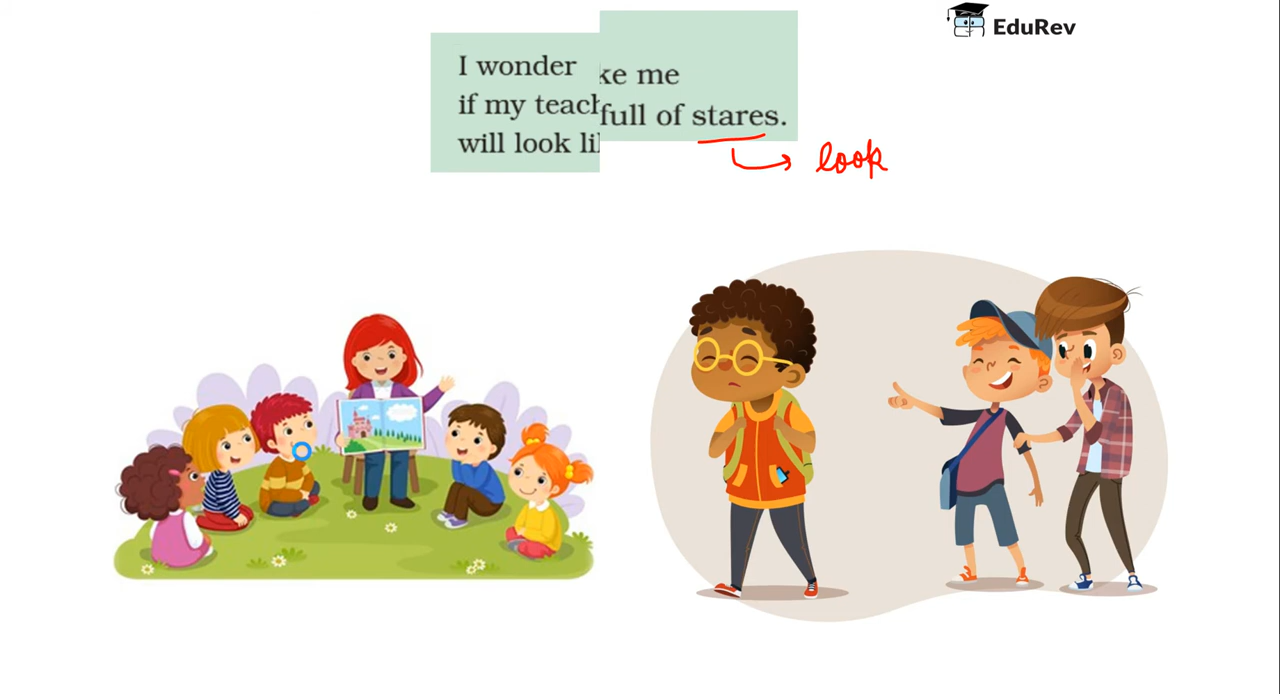 EduRev
I wonder
if my teach
will look li
ke me
full of stares.
look